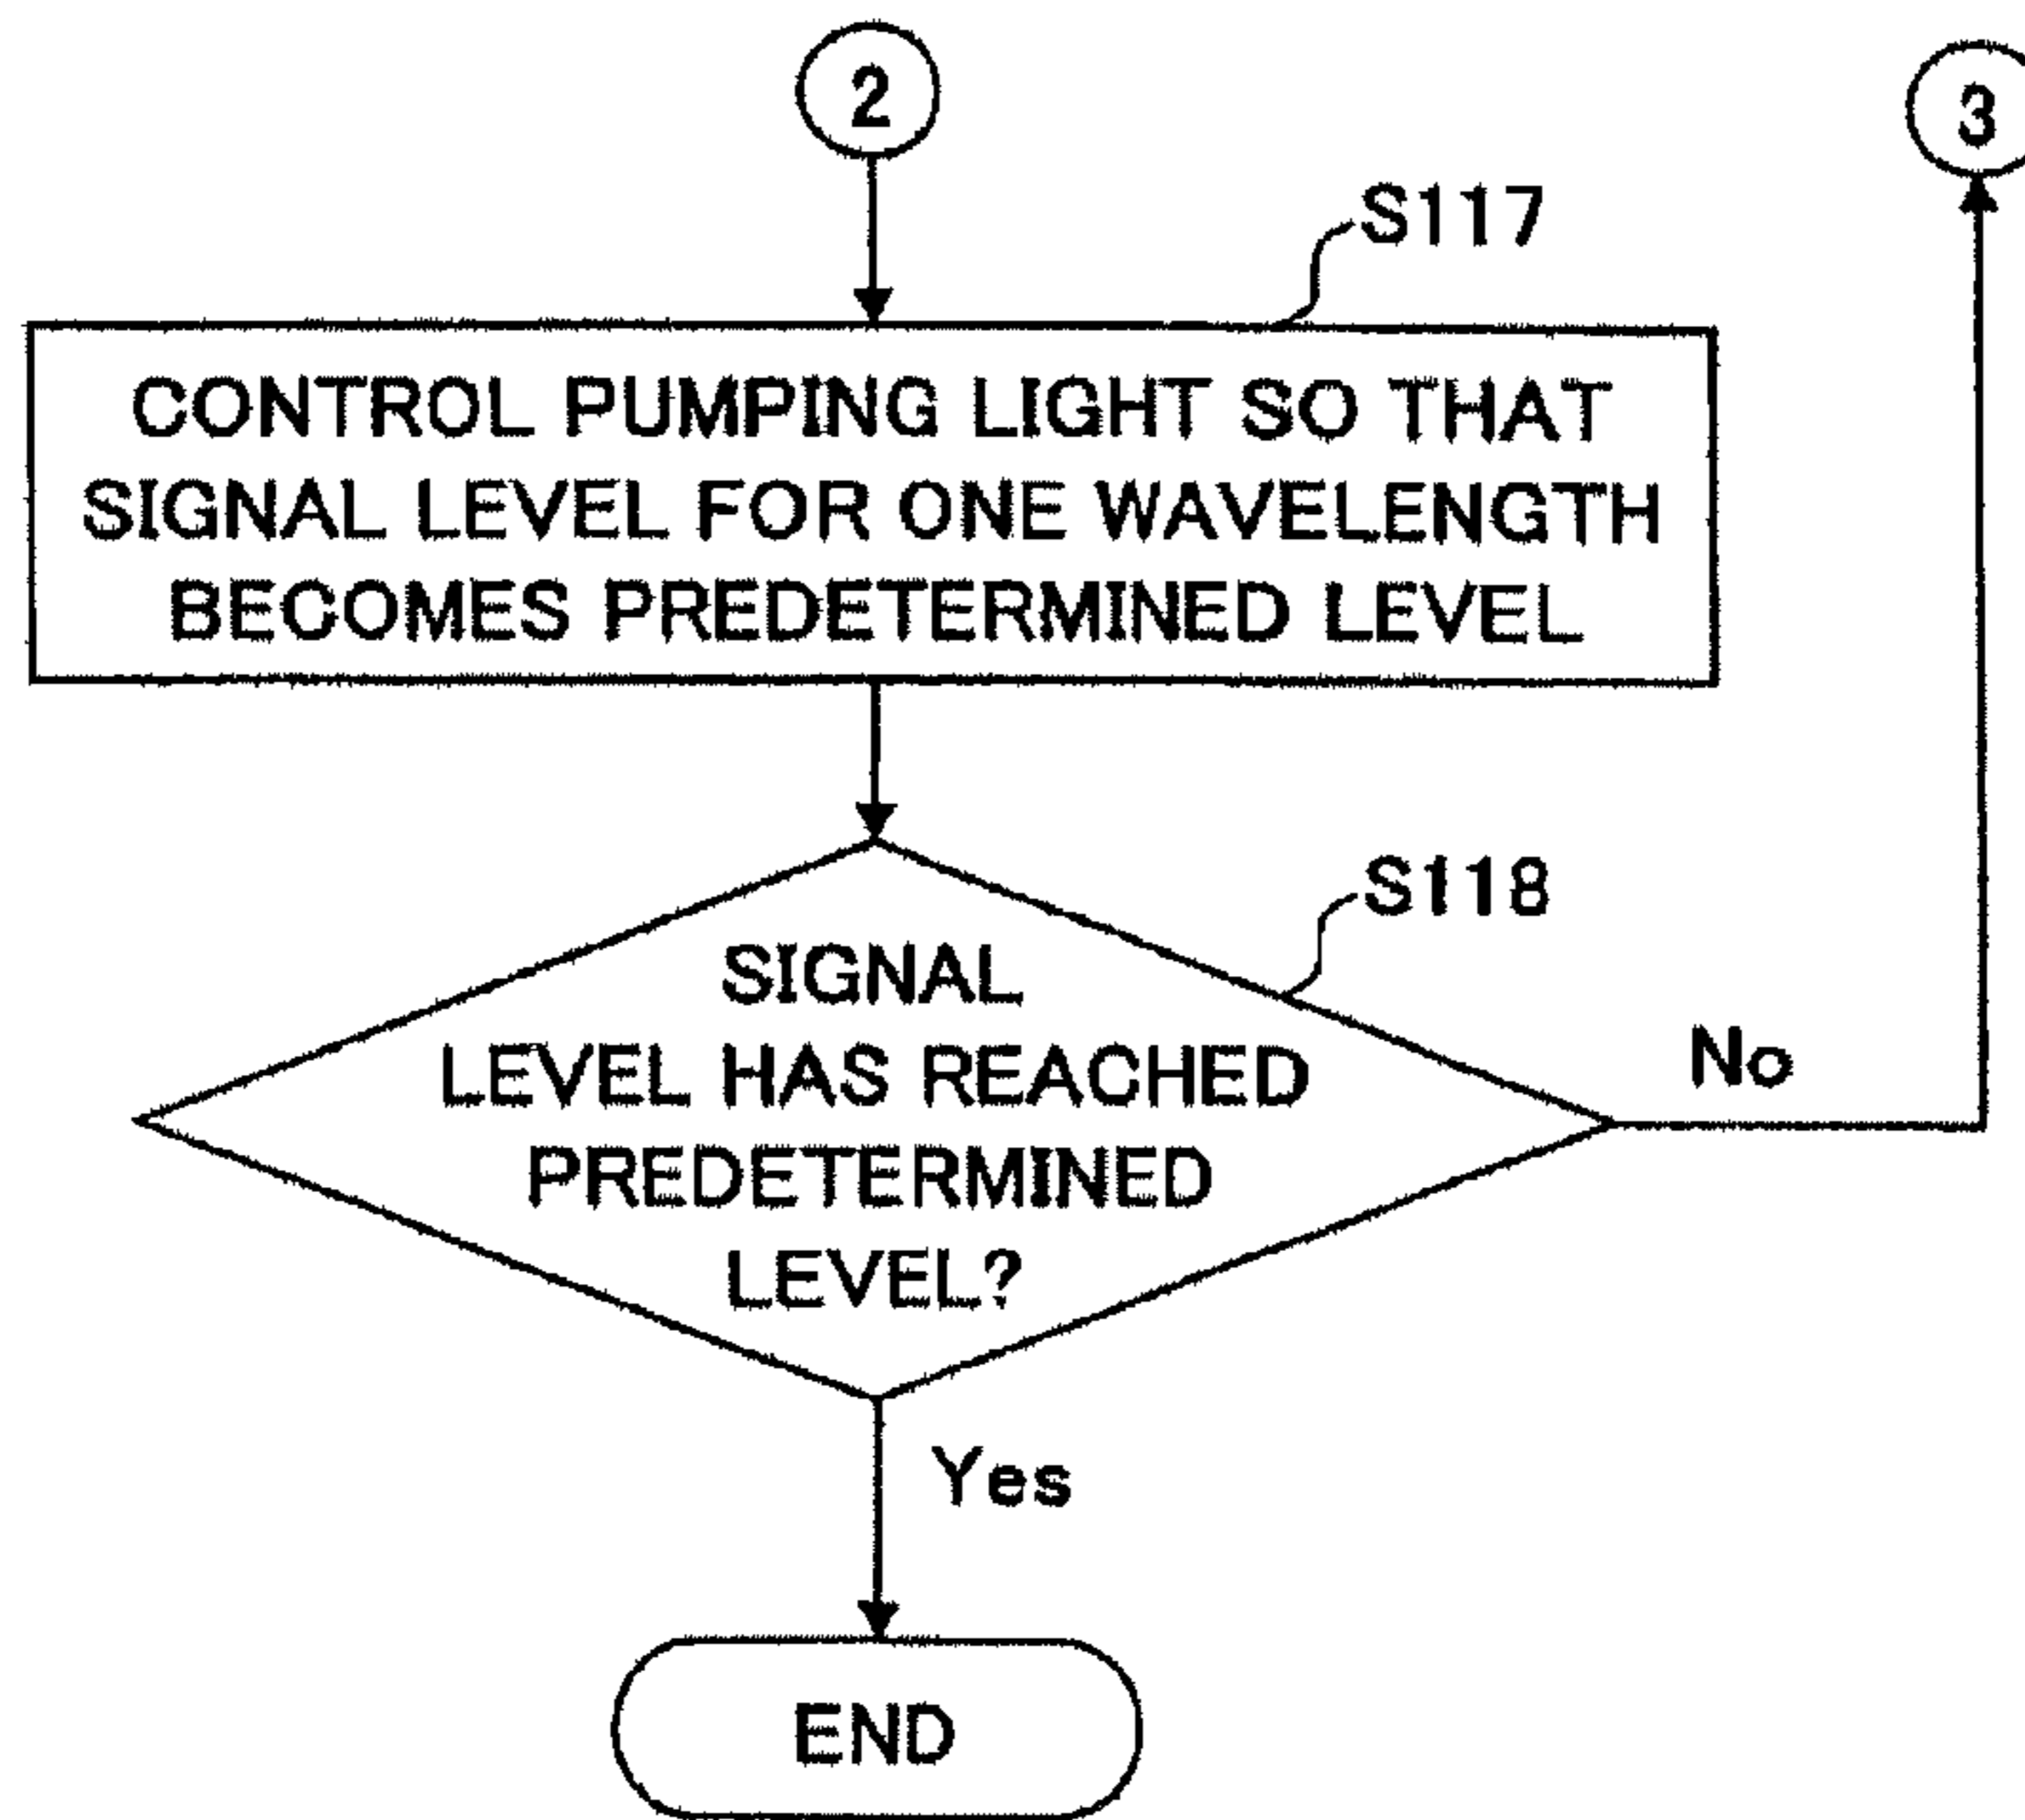 2
3
S117
CONTROL PUMPING LIGHT SO THAT
SIGNAL LEVEL FOR ONE WAVELENGTH
BECOMES PREDETERMINED LEVEL
S118
SIGNAL
LEVEL HAS REACHED
PREDETERMINED
LEVEL?
No
Yes
END